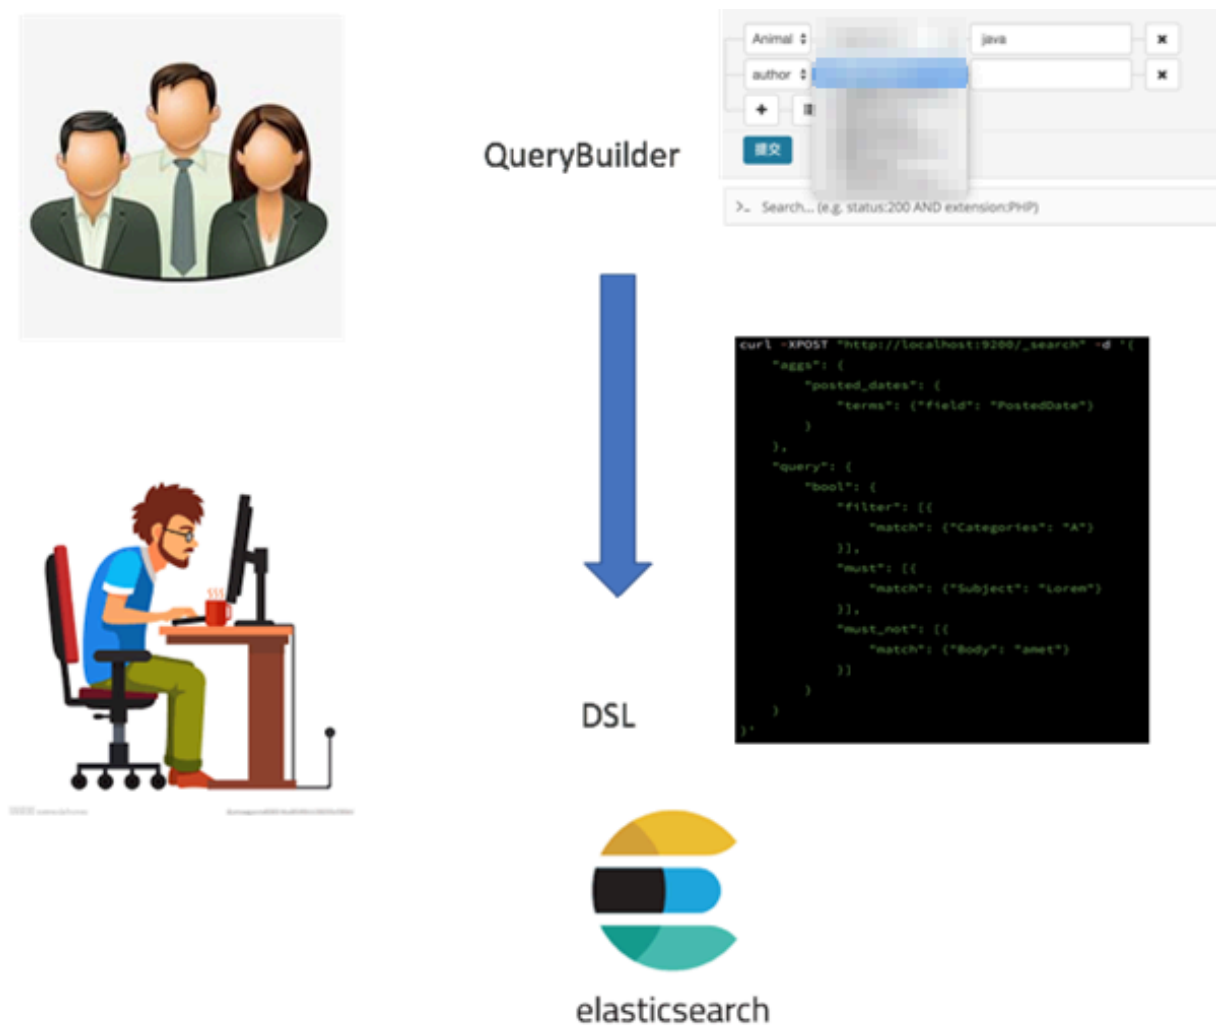 Animal
java
author
提交
QueryBuilder
Search... (e.g. status:200 AND extension:PHP)
curl -XPOST "http://localhost:9200/_search" -d '{
"aggs": {
"posted_dates": {
"terms": {"field": "PostedDate"}
}
},
"query": {
"bool": {
"filter": [{
"match": {"Categories": "A"}
}],
"must": [{
"match": {"Subject": "Lorem"}
}],
"must_not": [{
"match": {"Body": "amet"}
}]
}
}
}'
DSL
elasticsearch